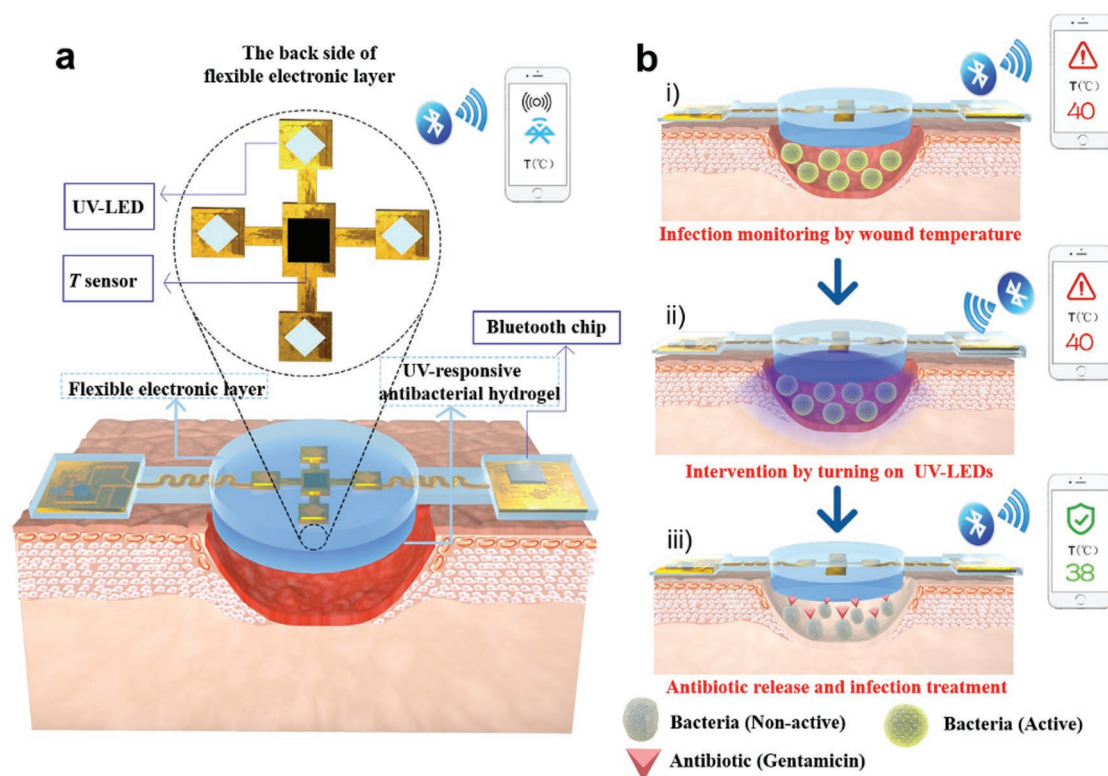 a
The back side of
flexible electronic layer
T(℃)
UV-LED
T sensor
Bluetooth chip
Flexible electronic layer
UV-responsive
antibacterial hydrogel
b
i)
T(℃)
40
Infection monitoring by wound temperature
ii)
T(℃)
40
Intervention by turning on UV-LEDs
iii)
T(℃)
38
Antibiotic release and infection treatment
Bacteria (Non-active)
Bacteria (Active)
Antibiotic (Gentamicin)